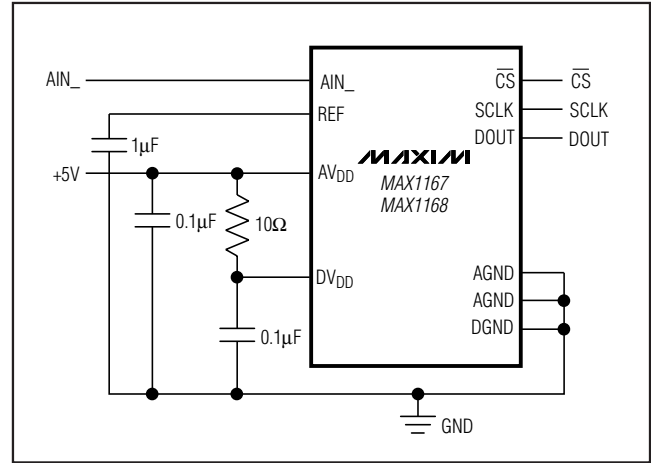 AIN_
AIN_
CS
CS
REF
SCLK
SCLK
1µF
DOUT
DOUT
MAXIM
+5V
AVDD
MAX1167
MAX1168
0.1µF
10Ω
DVDD
AGND
AGND
0.1µF
DGND
GND